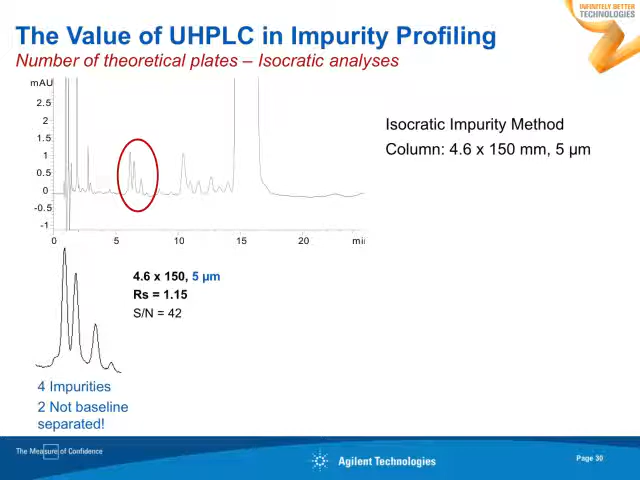 INFINITELY BETTER
TECHNOLOGIES
The Value of UHPLC in Impurity Profiling
Number of theoretical plates – Isocratic analyses
mAU
2.5
2
1.5
1
0.5
0
-0.5
-1
0 5 10 15 20 min
Isocratic Impurity Method
Column: 4.6 x 150 mm, 5 µm
4.6 x 150, 5 µm
Rs = 1.15
S/N = 42
4 Impurities
2 Not baseline
separated!
The Measure of Confidence
Agilent Technologies
Page 30